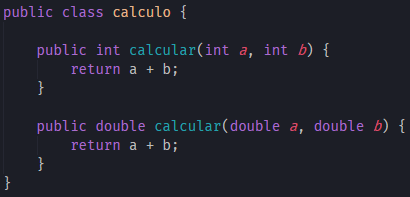 public class calculo {
    public int calcular(int a, int b) {
        return a + b;
    }
    public double calcular(double a, double b) {
        return a + b;
    }
}